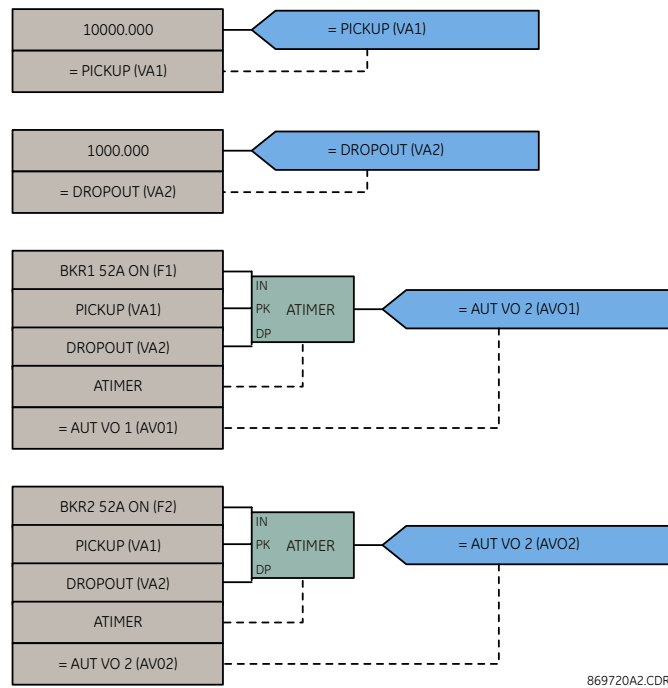 10000.000
= PICKUP (VA1)
= PICKUP (VA1)
1000.000
= DROPOUT (VA2)
= DROPOUT (VA2)
BKR1 52A ON (F1)
PICKUP (VA1)
DROPOUT (VA2)
ATIMER
= AUT VO 1 (AV01)
IN
PK ATIMER
DP
= AUT VO 2 (AVO1)
BKR2 52A ON (F2)
PICKUP (VA1)
DROPOUT (VA2)
ATIMER
= AUT VO 2 (AV02)
IN
PK ATIMER
DP
= AUT VO 2 (AVO2)
869720A2.CDR